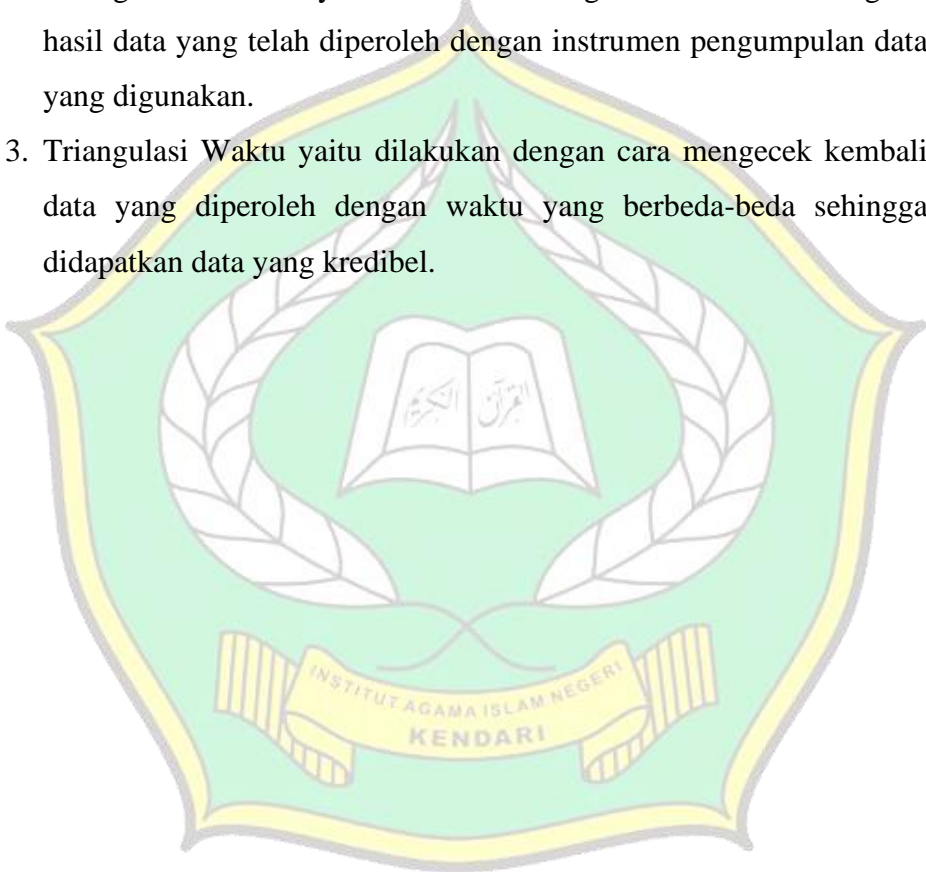 hasil data yang telah diperoleh dengan instrumen pengumpulan data
yang digunakan.
3. Triangulasi Waktu yaitu dilakukan dengan cara mengecek kembali
data yang diperoleh dengan waktu yang berbeda-beda sehingga
didapatkan data yang kredibel.
القرآن الكريم
INSTITUT AGAMA ISLAM NEGERI
KENDARI